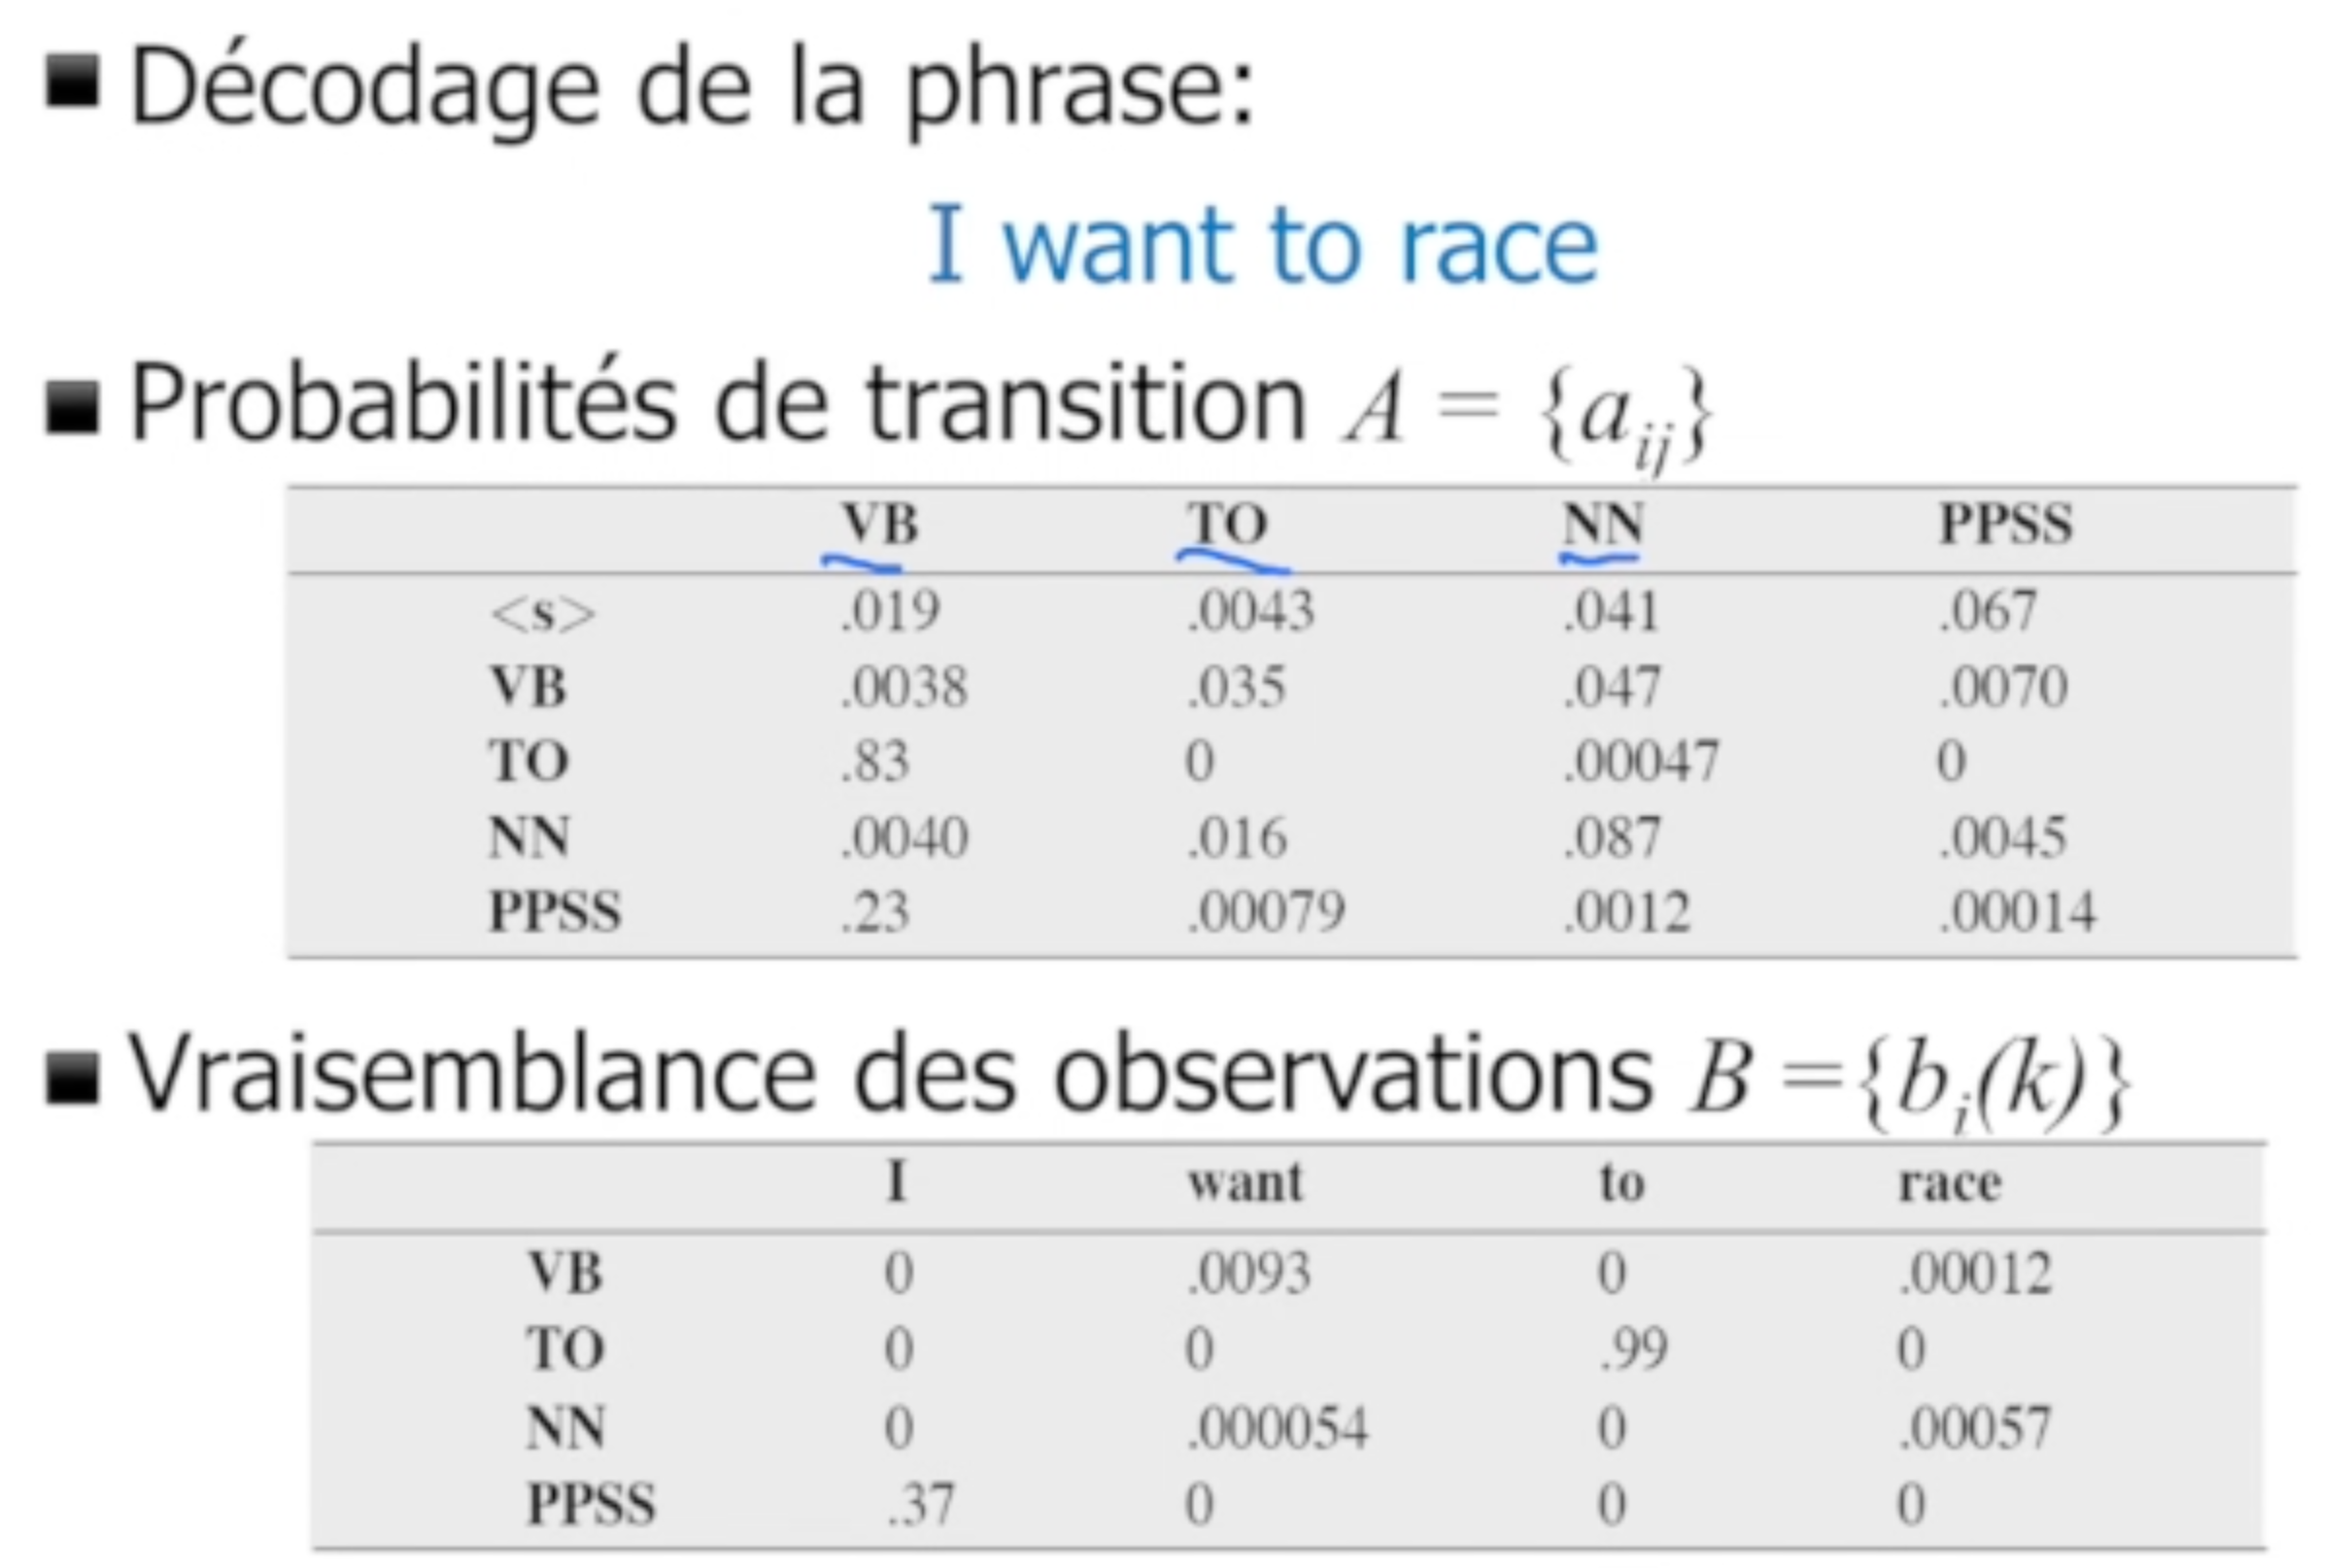 Décodage de la phrase:
I want to race
Probabilités de transition A = {aij}
VB TO NN PPSS
<s> .019 .0043 .041 .067
VB .0038 .035 .047 .0070
TO .83 0 .00047 0
NN .0040 .016 .087 .0045
PPSS .23 .00079 .0012 .00014
Vraisemblance des observations B ={bi(k)}
I want to race
VB 0 .0093 0 .00012
TO 0 0 .99 0
NN 0 .000054 0 .00057
PPSS .37 0 0 0